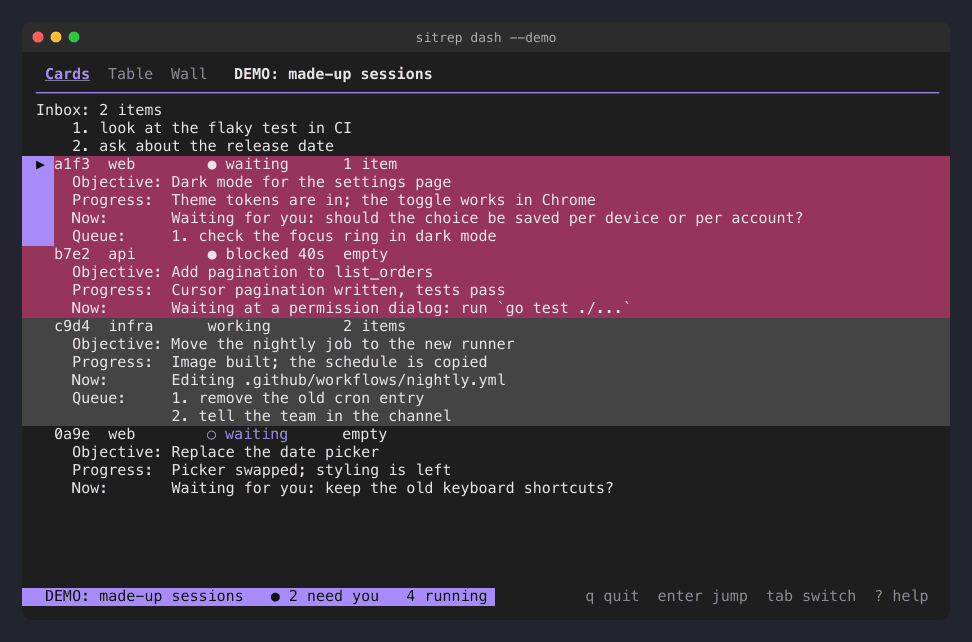 sitrep dash --demo
Cards Table Wall DEMO: made-up sessions
Inbox: 2 items
1. look at the flaky test in CI
2. ask about the release date
▶ a1f3 web ● waiting 1 item
Objective: Dark mode for the settings page
Progress: Theme tokens are in; the toggle works in Chrome
Now: Waiting for you: should the choice be saved per device or per account?
Queue: 1. check the focus ring in dark mode
b7e2 api ● blocked 40s empty
Objective: Add pagination to list_orders
Progress: Cursor pagination written, tests pass
Now: Waiting at a permission dialog: run `go test ./...`
c9d4 infra working 2 items
Objective: Move the nightly job to the new runner
Progress: Image built; the schedule is copied
Now: Editing .github/workflows/nightly.yml
Queue: 1. remove the old cron entry
2. tell the team in the channel
0a9e web ○ waiting empty
Objective: Replace the date picker
Progress: Picker swapped; styling is left
Now: Waiting for you: keep the old keyboard shortcuts?
DEMO: made-up sessions ● 2 need you 4 running q quit enter jump tab switch ? help